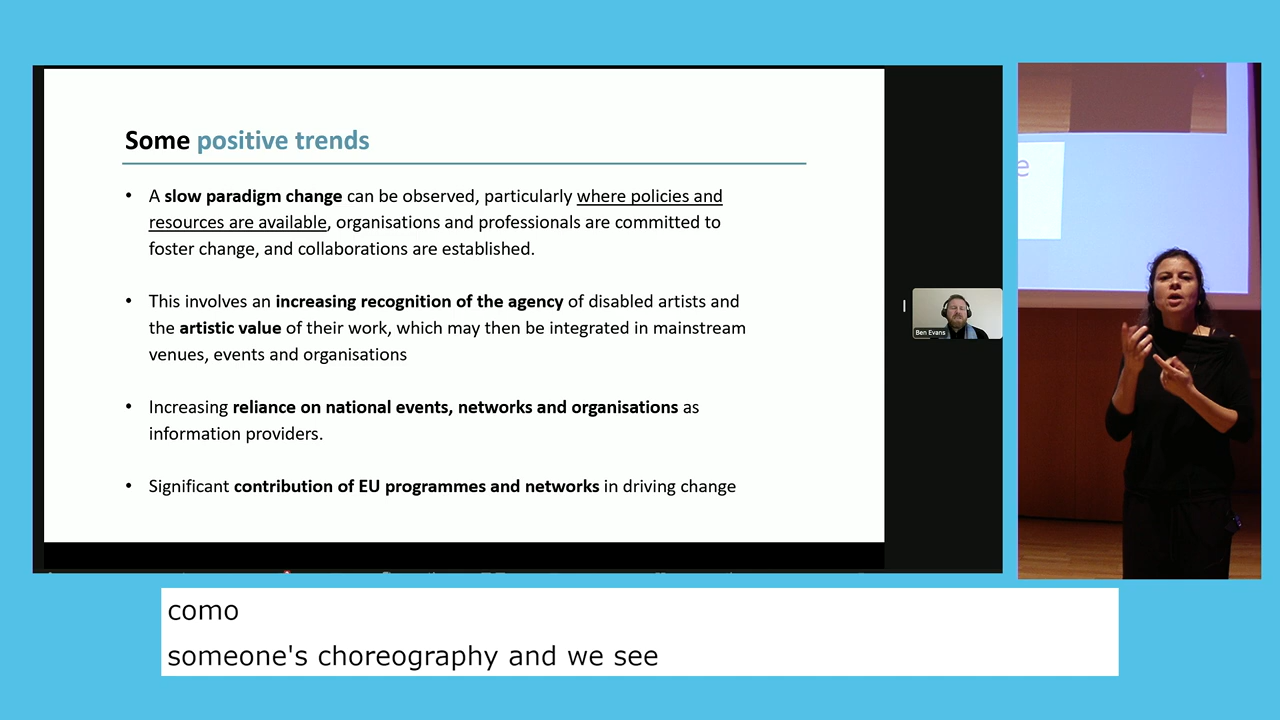 Some positive trends
• A slow paradigm change can be observed, particularly where policies and
resources are available, organisations and professionals are committed to
foster change, and collaborations are established.
• This involves an increasing recognition of the agency of disabled artists and
the artistic value of their work, which may then be integrated in mainstream
venues, events and organisations
• Increasing reliance on national events, networks and organisations as
information providers.
• Significant contribution of EU programmes and networks in driving change
Ben Evans
e
como
someone's choreography and we see